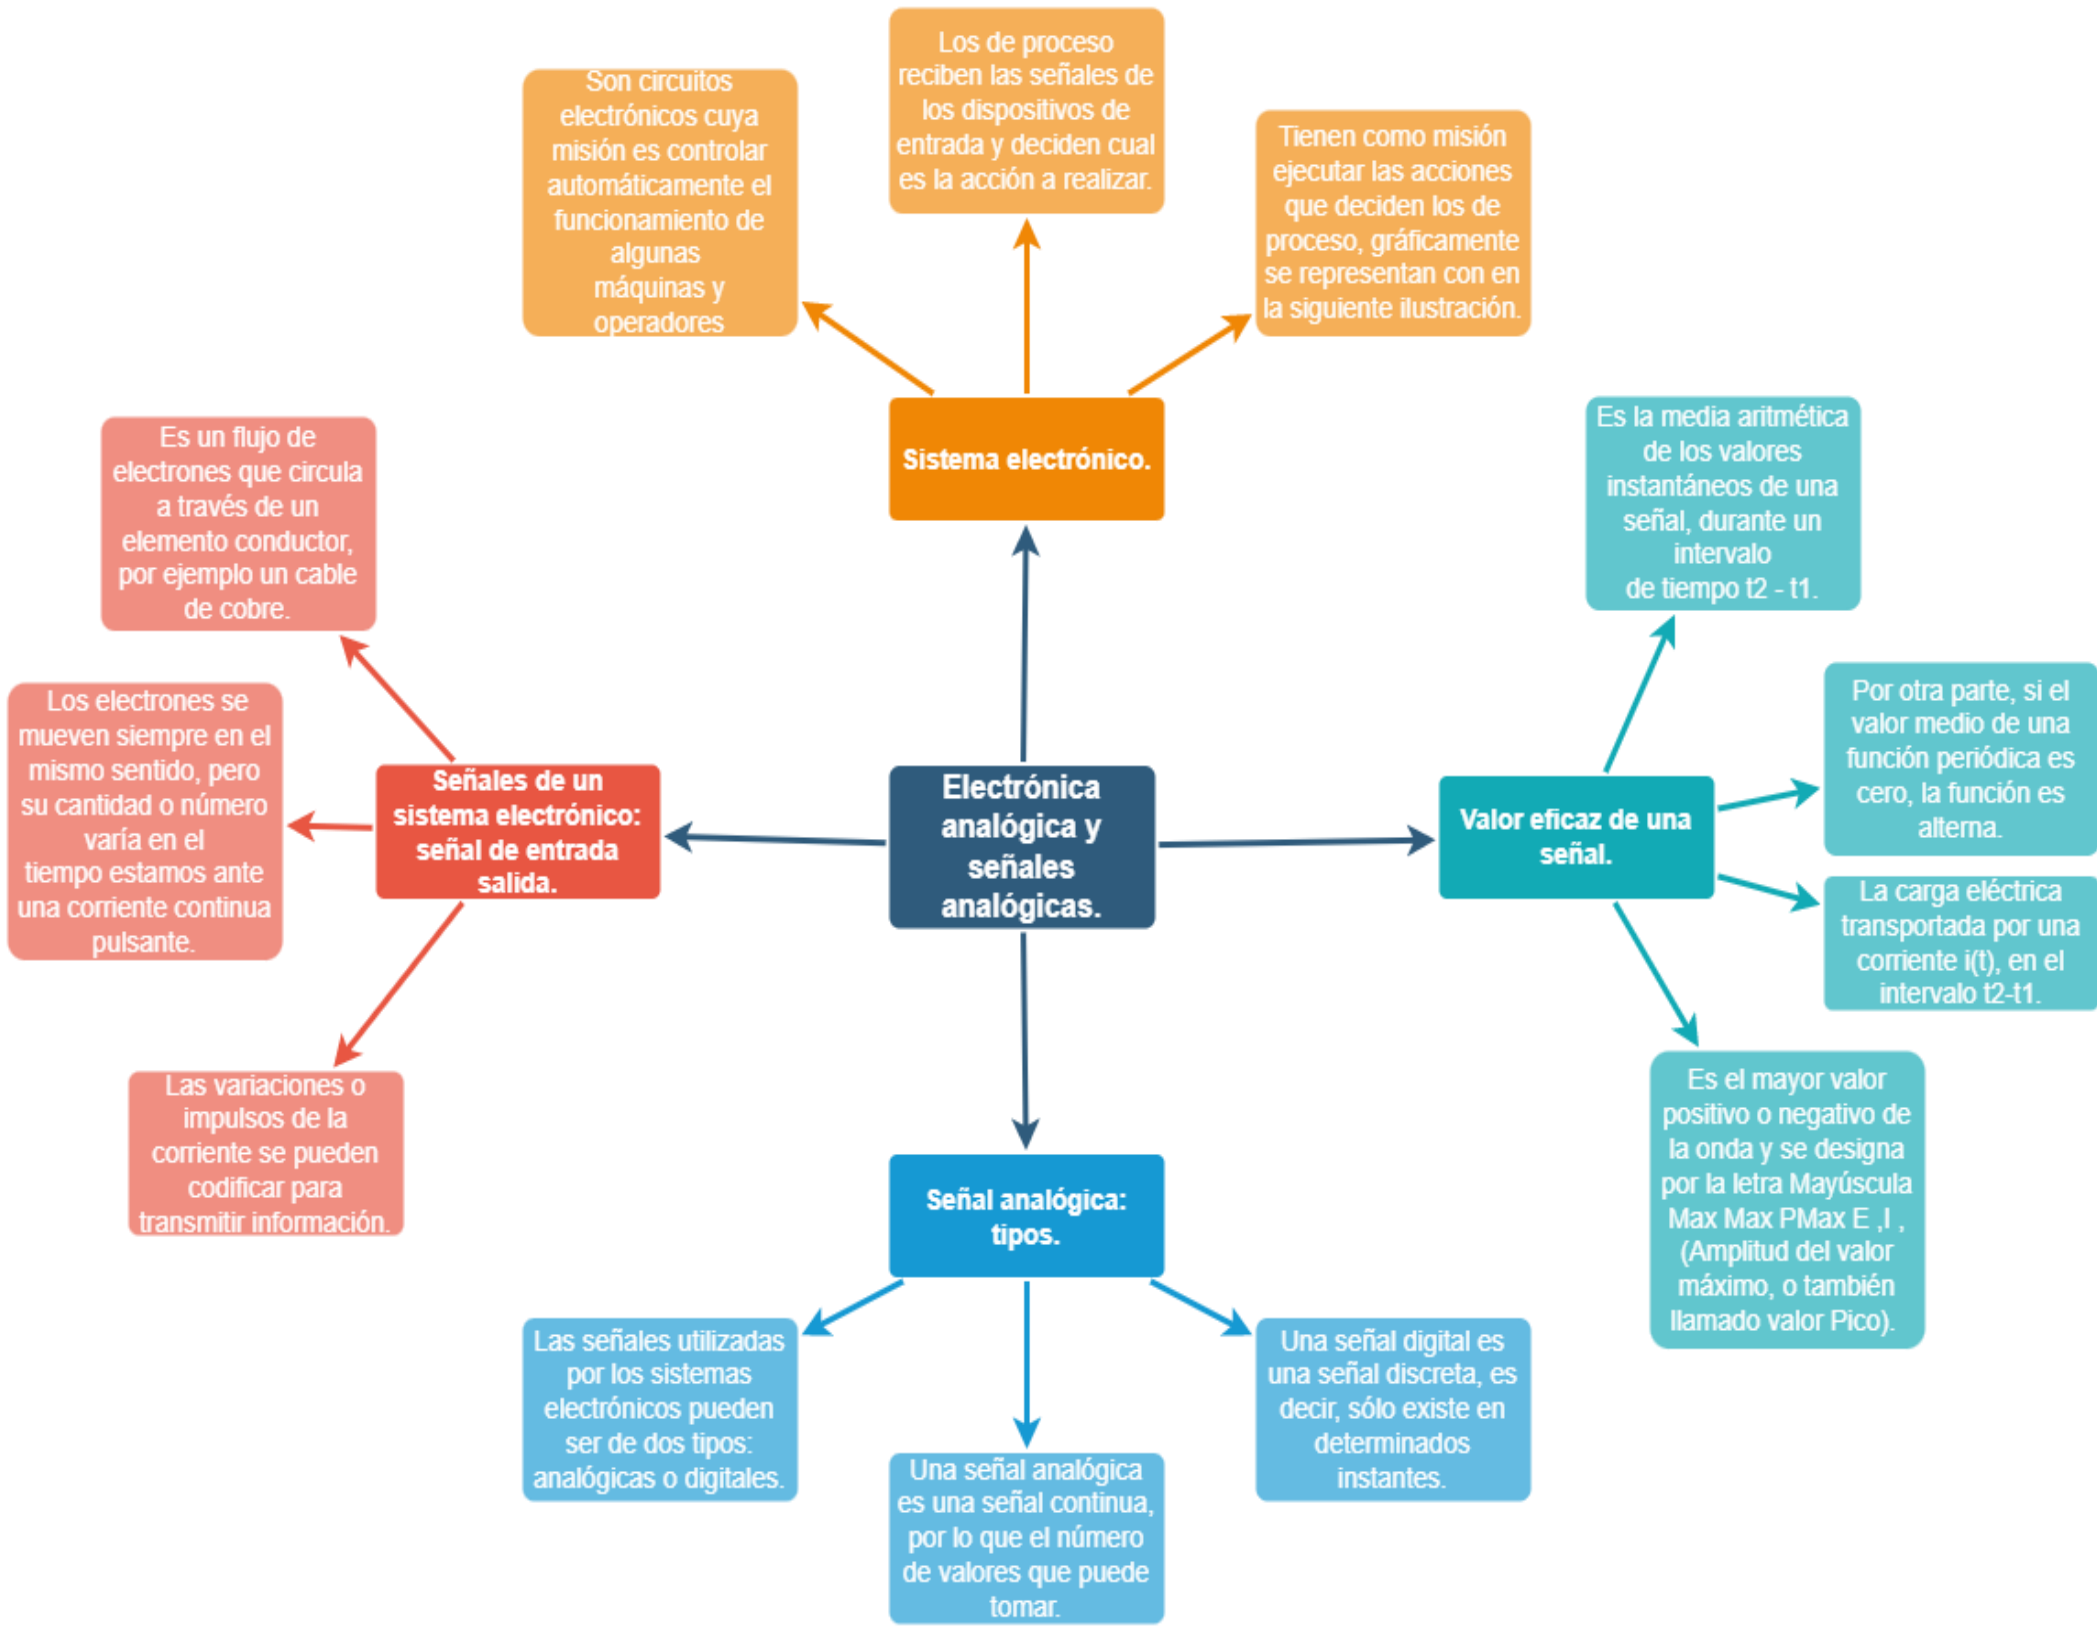 Los de proceso
reciben las señales de
los dispositivos de
entrada y deciden cual
es la acción a realizar.
Son circuitos
electrónicos cuya
misión es controlar
automáticamente el
funcionamiento de
algunas
máquinas y
operadores
Tienen como misión
ejecutar las acciones
que deciden los de
proceso, gráficamente
se representan con en
la siguiente ilustración.
Sistema electrónico.
Es un flujo de
electrones que circula
a través de un
elemento conductor,
por ejemplo un cable
de cobre.
Es la media aritmética
de los valores
instantáneos de una
señal, durante un
intervalo
de tiempo t2 - t1.
Los electrones se
mueven siempre en el
mismo sentido, pero
su cantidad o número
varía en el
tiempo estamos ante
una corriente continua
pulsante.
Señales de un
sistema electrónico:
señal de entrada
salida.
Electrónica
analógica y
señales
analógicas.
Valor eficaz de una
señal.
Por otra parte, si el
valor medio de una
función periódica es
cero, la función es
alterna.
La carga eléctrica
transportada por una
corriente i(t), en el
intervalo t2-t1.
Las variaciones o
impulsos de la
corriente se pueden
codificar para
transmitir información.
Es el mayor valor
positivo o negativo de
la onda y se designa
por la letra Mayúscula
Max Max PMax E ,I ,
(Amplitud del valor
máximo, o también
llamado valor Pico).
Señal analógica:
tipos.
Las señales utilizadas
por los sistemas
electrónicos pueden
ser de dos tipos:
analógicas o digitales.
Una señal analógica
es una señal continua,
por lo que el número
de valores que puede
tomar.
Una señal digital es
una señal discreta, es
decir, sólo existe en
determinados
instantes.